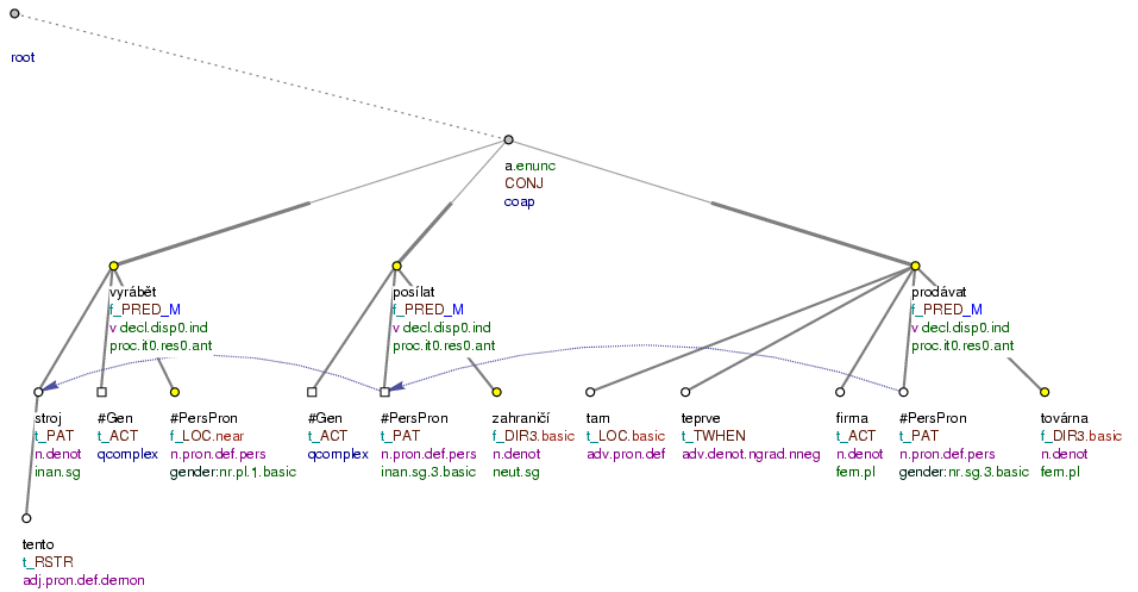 root
a.enunc
CONJ
coap
vyrábět
f_PRED_M
v decl.disp0.ind
proc.it0.res0.ant
posílat
f_PRED_M
v decl.disp0.ind
proc.it0.res0.ant
prodávat
f_PRED_M
v decl.disp0.ind
proc.it0.res0.ant
stroj
t_PAT
n.denot
inan.sg
#Gen
t_ACT
qcomplex
#PersPron
f_LOC.near
n.pron.def.pers
gender:nr.pl.1.basic
#Gen
t_ACT
qcomplex
#PersPron
t_PAT
n.pron.def.pers
inan.sg.3.basic
zahraničí
f_DIR3.basic
n.denot
neut.sg
tam
t_LOC.basic
adv.pron.def
teprve
t_TWHEN
adv.denot.ngrad.nneg
firma
t_ACT
n.denot
fem.pl
#PersPron
t_PAT
n.pron.def.pers
gender:nr.sg.3.basic
továrna
f_DIR3.basic
n.denot
fem.pl
tento
t_RSTR
adj.pron.def.demon